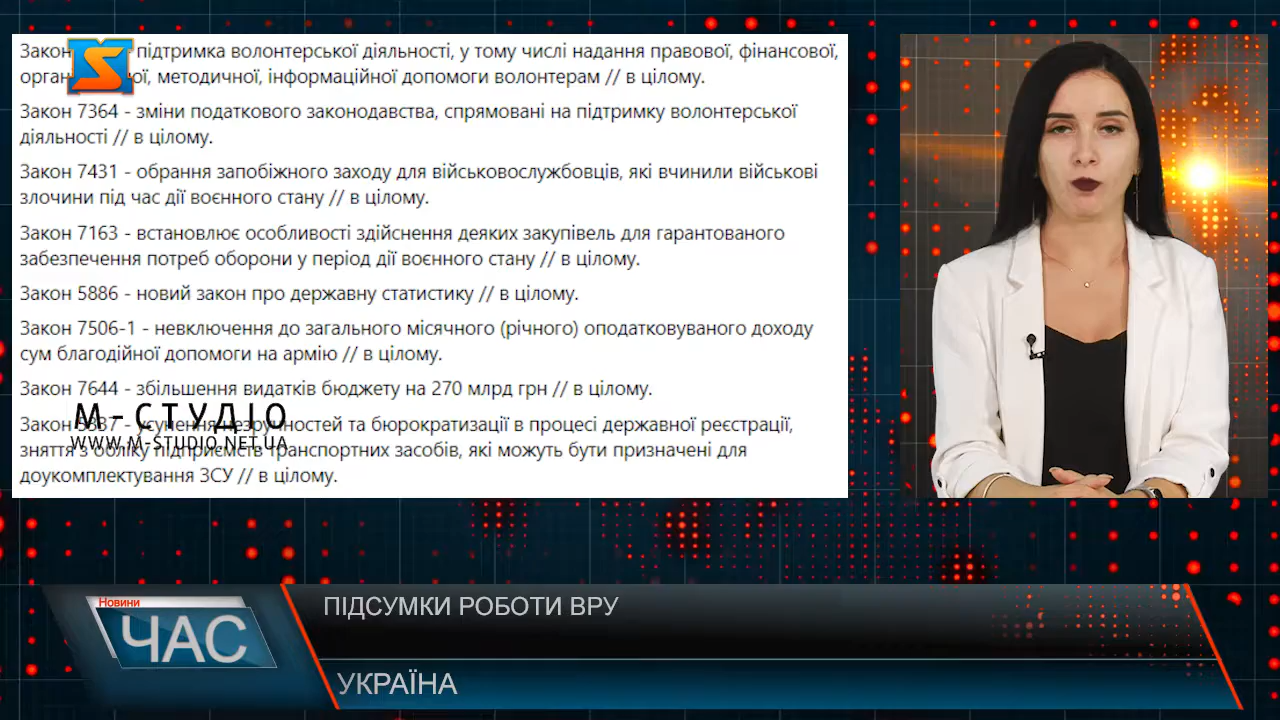 Закон підтримка волонтерської діяльності, у тому числі надання правової, фінансової,
методичної, інформаційної допомоги волонтерам // в цілому.
Закон 7364 - зміни податкового законодавства, спрямовані на підтримку волонтерської
діяльності // в цілому.
Закон 7431 - обрання запобіжного заходу для військовослужбовців, які вчинили військові
злочини під час дії воєнного стану // в цілому.
Закон 7163 - встановлює особливості здійснення деяких закупівель для гарантованого
забезпечення потреб оборони у період дії воєнного стану // в цілому.
Закон 5886 - новий закон про державну статистику // в цілому.
Закон 7506-1 - невключення до загального місячного (річного) оподатковуваного доходу
сум благодійної допомоги на армію // в цілому.
Закон 7644 - збільшення видатків бюджету на 270 млрд грн // в цілому.
М-СТУДІО
Закон незручностей та бюрократизації в процесі державної реєстрації,
WWW.M-STUDIO.NET.UA
зняття з обліку підприємств транспортних засобів, які можуть бути призначені для
доукомплектування ЗСУ // в цілому.
Новини
ЧАС
ПІДСУМКИ РОБОТИ ВРУ
УКРАЇНА